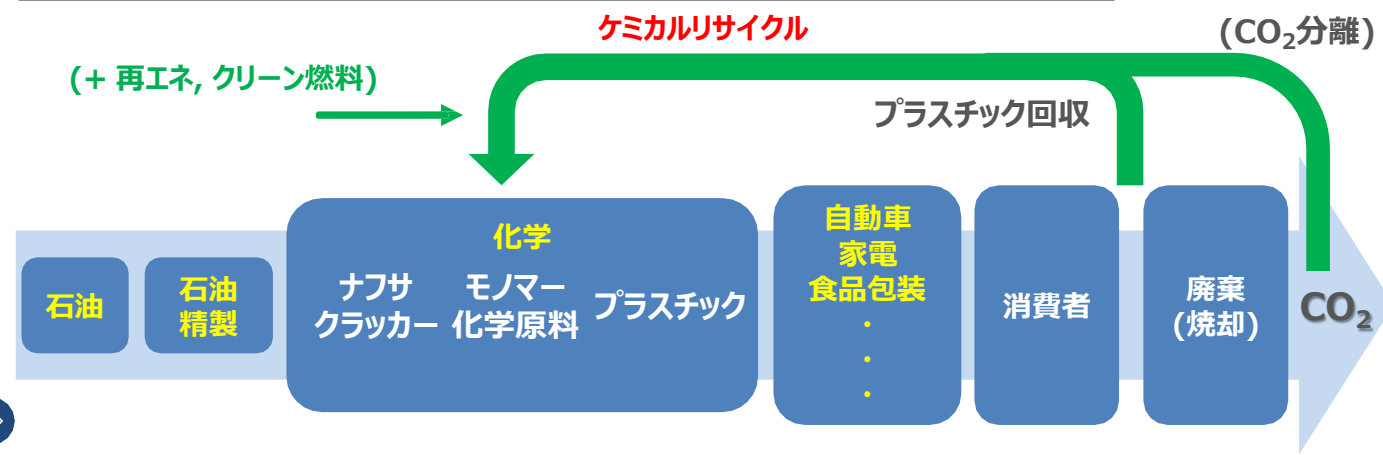 ケミカルリサイクル
(CO₂分離)
(+ 再エネ, クリーン燃料)
プラスチック回収
石油
石油
精製
化学
ナフサ
クラッカー
モノマー
化学原料
プラスチック
自動車
家電
食品包装
・
・
・
消費者
廃棄
(焼却)
CO₂